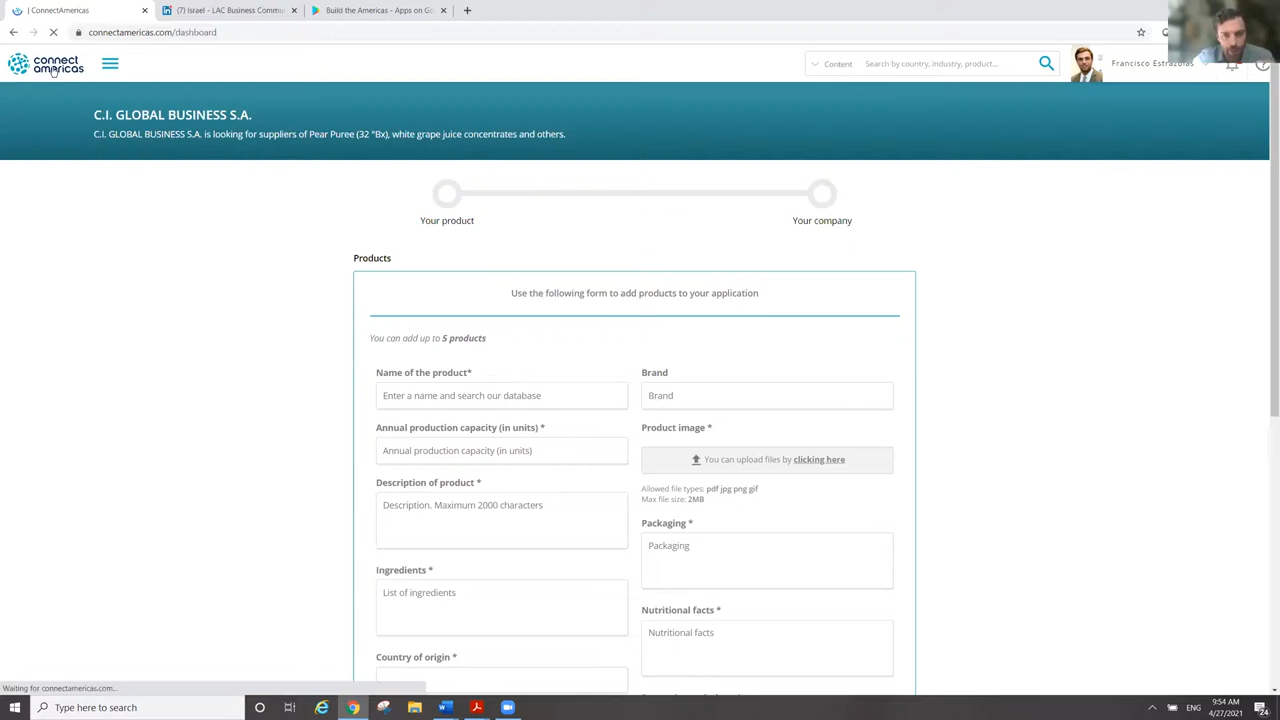 | ConnectAmericas
(7) Israel - LAC Business Commu
Build the Americas - Apps on Go
connectamericas.com/dashboard
connect
americas
Content
Search by country, industry, product...
Francisco Estrazulas
C.I. GLOBAL BUSINESS S.A.
C.I. GLOBAL BUSINESS S.A. is looking for suppliers of Pear Puree (32 °Bx), white grape juice concentrates and others.
Your product
Your company
Products
Use the following form to add products to your application
You can add up to 5 products
Name of the product*
Brand
Enter a name and search our database
Brand
Annual production capacity (in units) *
Product image *
Annual production capacity (in units)
You can upload files by clicking here
Description of product *
Allowed file types: pdf jpg png gif
Max file size: 2MB
Description. Maximum 2000 characters
Packaging *
Packaging
Ingredients *
List of ingredients
Nutritional facts *
Nutritional facts
Country of origin *
Waiting for connectamericas.com...
Type here to search
ENG
9:54 AM
4/27/2021
24